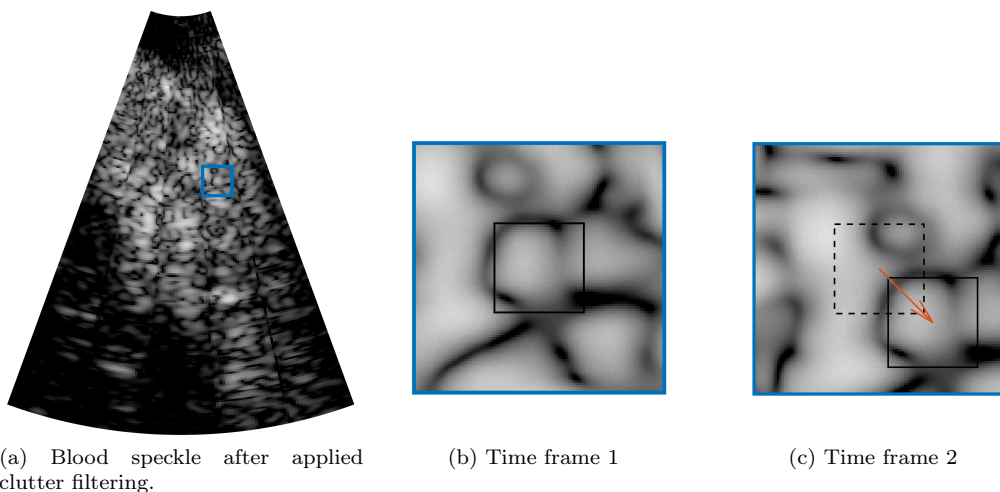 (a) Blood speckle after applied
clutter filtering.
(b) Time frame 1
(c) Time frame 2